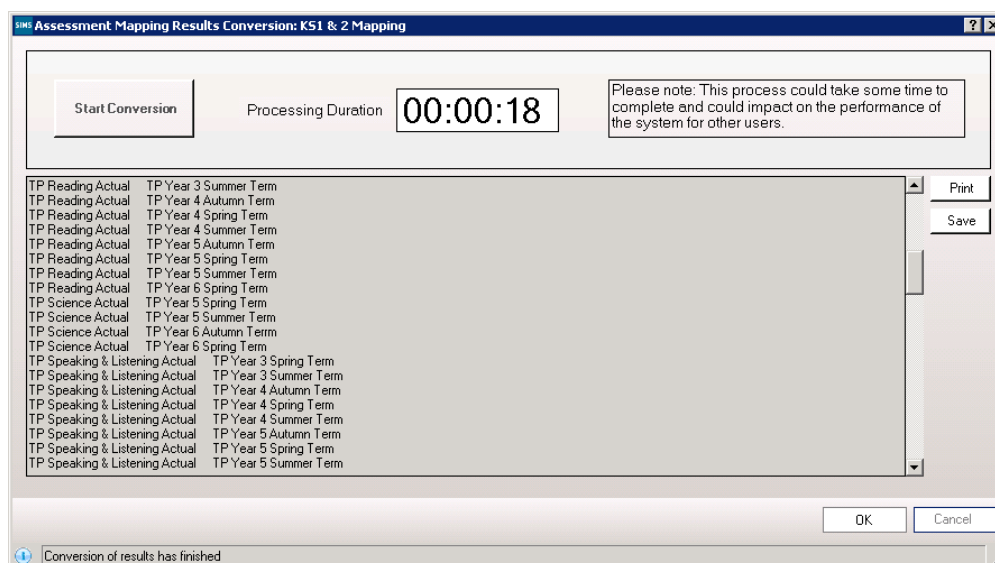 SIMS Assessment Mapping Results Conversion: KS1 & 2 Mapping
Start Conversion
Processing Duration
00:00:18
Please note: This process could take some time to
complete and could impact on the performance of
the system for other users.
TP Reading Actual TP Year 3 Summer Term
TP Reading Actual TP Year 4 Autumn Term
TP Reading Actual TP Year 4 Spring Term
TP Reading Actual TP Year 4 Summer Term
TP Reading Actual TP Year 5 Autumn Term
TP Reading Actual TP Year 5 Spring Term
TP Reading Actual TP Year 5 Summer Term
TP Reading Actual TP Year 6 Spring Term
TP Science Actual TP Year 5 Spring Term
TP Science Actual TP Year 5 Summer Term
TP Science Actual TP Year 6 Autumn Term
TP Science Actual TP Year 6 Spring Term
TP Speaking & Listening Actual TP Year 3 Spring Term
TP Speaking & Listening Actual TP Year 3 Summer Term
TP Speaking & Listening Actual TP Year 4 Autumn Term
TP Speaking & Listening Actual TP Year 4 Spring Term
TP Speaking & Listening Actual TP Year 4 Summer Term
TP Speaking & Listening Actual TP Year 5 Autumn Term
TP Speaking & Listening Actual TP Year 5 Spring Term
TP Speaking & Listening Actual TP Year 5 Summer Term
Print
Save
OK
Cancel
Conversion of results has finished